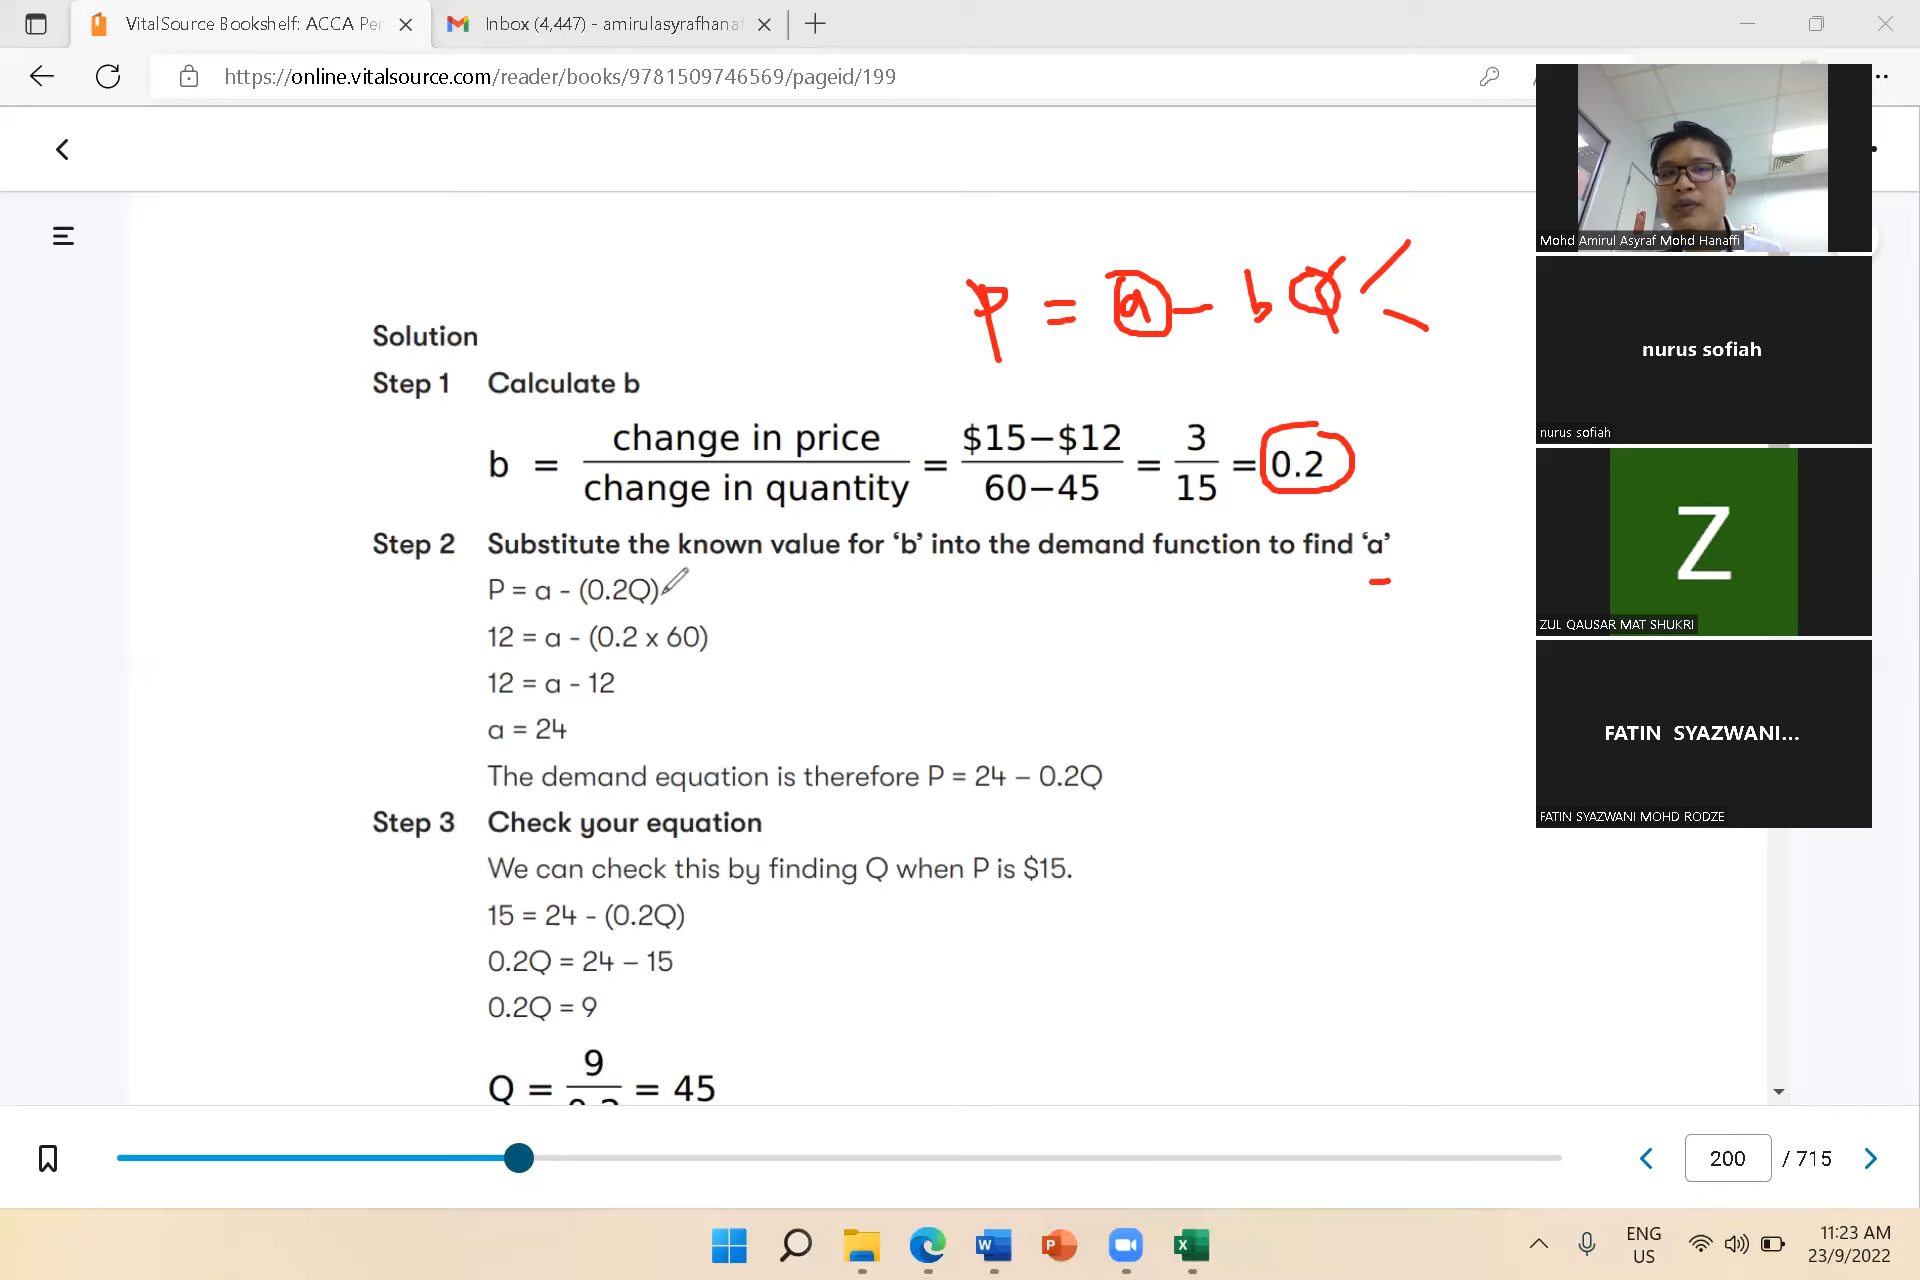 VitalSource Bookshelf: ACCA Per
Inbox (4,447) - amirulasyrafhanaf
https://online.vitalsource.com/reader/books/9781509746569/pageid/199
P = a - bQ
Solution
Step 1 Calculate b
b = change in price / change in quantity = $15−$12 / 60−45 = 3 / 15 = 0.2
Step 2 Substitute the known value for ‘b’ into the demand function to find ‘a’
P = a - (0.2Q)
12 = a - (0.2 x 60)
12 = a - 12
a = 24
The demand equation is therefore P = 24 – 0.2Q
Step 3 Check your equation
We can check this by finding Q when P is $15.
15 = 24 - (0.2Q)
0.2Q = 24 – 15
0.2Q = 9
Q = 9 / 0.2 = 45
Mohd Amirul Asyraf Mohd Hanaffi
nurus sofiah
nurus sofiah
Z
ZUL QAUSAR MAT SHUKRI
FATIN SYAZWANI...
FATIN SYAZWANI MOHD RODZE
200 / 715
W
P
X
ENG
US
11:23 AM
23/9/2022